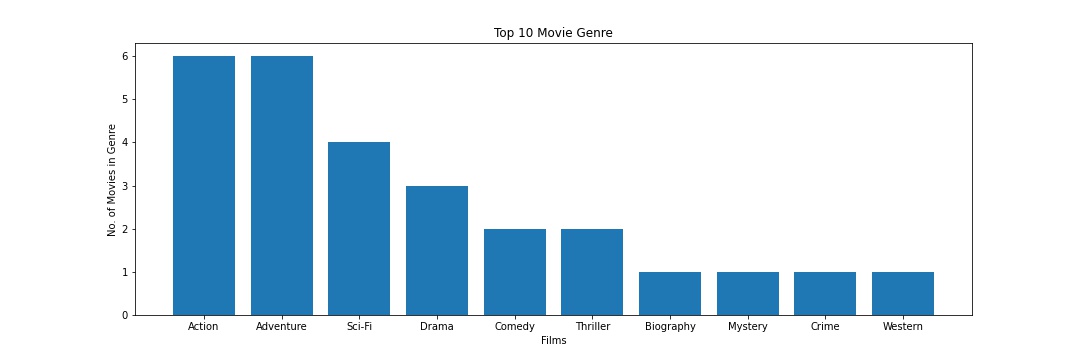 Top 10 Movie Genre
No. of Movies in Genre
6
5
4
3
2
1
0
Action Adventure Sci-Fi Drama Comedy Thriller Biography Mystery Crime Western
Films